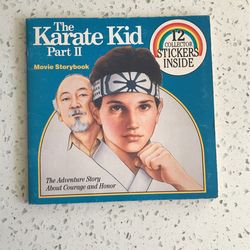 The
Karate Kid
Part II
Movie Storybook
12
COLLECTOR
STICKERS
INSIDE
The Adventure Story
About Courage and Honor